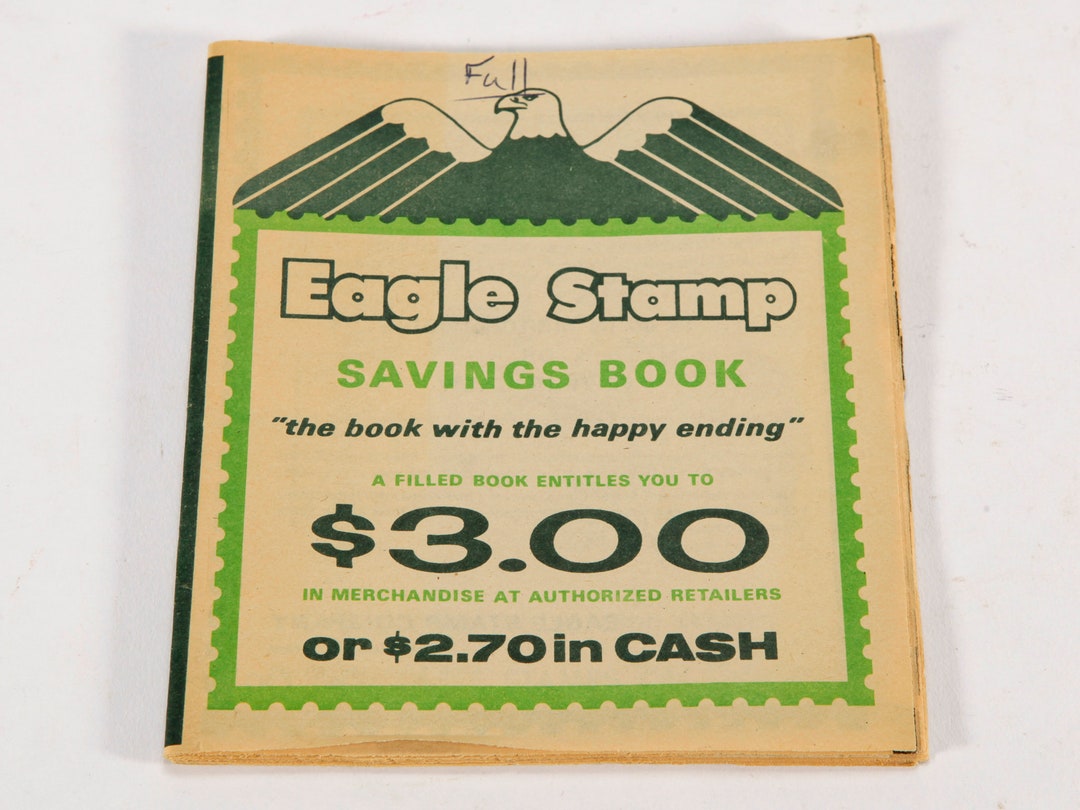 Full
Eagle Stamp
SAVINGS BOOK
"the book with the happy ending"
A FILLED BOOK ENTITLES YOU TO
$3.00
IN MERCHANDISE AT AUTHORIZED RETAILERS
or $2.70 in CASH